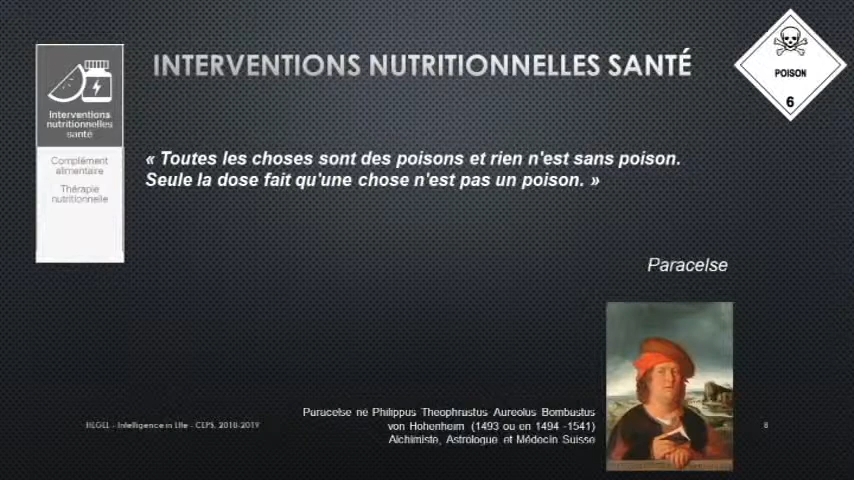 INTERVENTIONS NUTRITIONNELLES SANTÉ
POISON
6
Interventions
nutritionnelles
santé
Complément
alimentaire
Thérapie
nutritionnelle
« Toutes les choses sont des poisons et rien n'est sans poison.
Seule la dose fait qu'une chose n'est pas un poison. »
Paracelse
Paracelse né Philippus Theophrastus Aureolus Bombastus
von Hohenheim (1493 ou en 1494 -1541)
Alchimiste, Astrologue et Médecin Suisse
HEGEL - Intelligence in Life - CEPS, 2018-2019